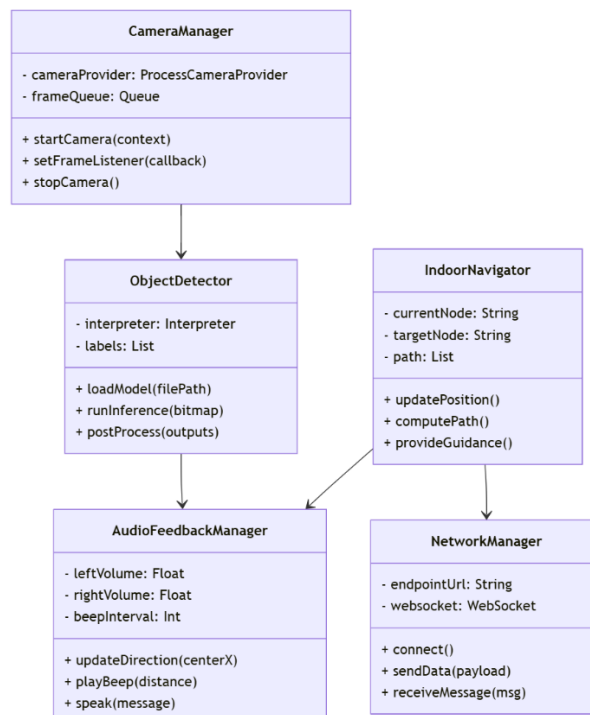 CameraManager
- cameraProvider: ProcessCameraProvider
- frameQueue: Queue
+ startCamera(context)
+ setFrameListener(callback)
+ stopCamera()
ObjectDetector
- interpreter: Interpreter
- labels: List
+ loadModel(filePath)
+ runInference(bitmap)
+ postProcess(outputs)
IndoorNavigator
- currentNode: String
- targetNode: String
- path: List
+ updatePosition()
+ computePath()
+ provideGuidance()
AudioFeedbackManager
- leftVolume: Float
- rightVolume: Float
- beepInterval: Int
+ updateDirection(centerX)
+ playBeep(distance)
+ speak(message)
NetworkManager
- endpointUrl: String
- websocket: WebSocket
+ connect()
+ sendData(payload)
+ receiveMessage(msg)